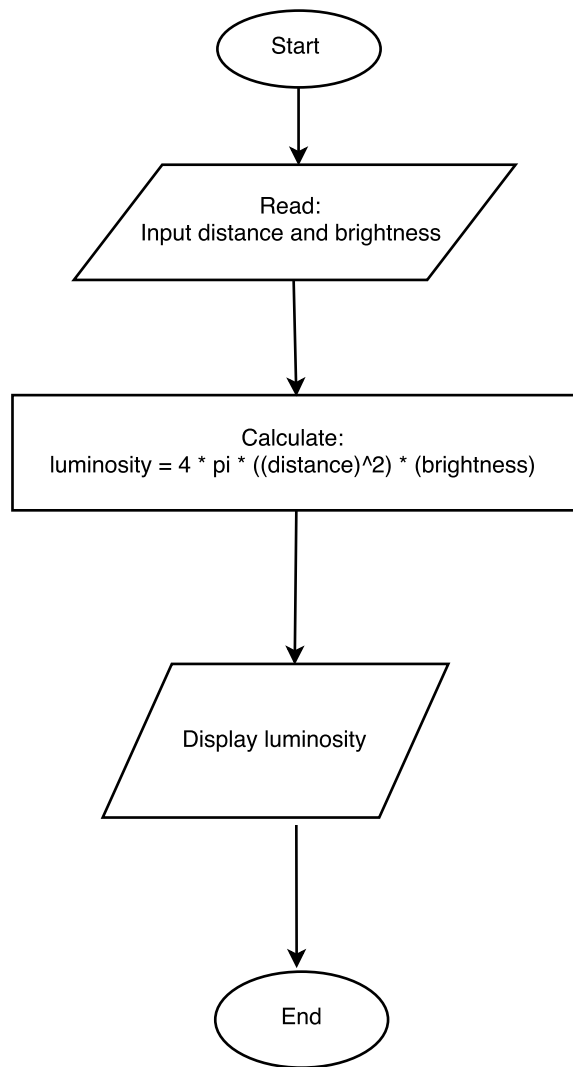 Start
Read:
Input distance and brightness
Calculate:
luminosity = 4 * pi * ((distance)^2) * (brightness)
Display luminosity
End